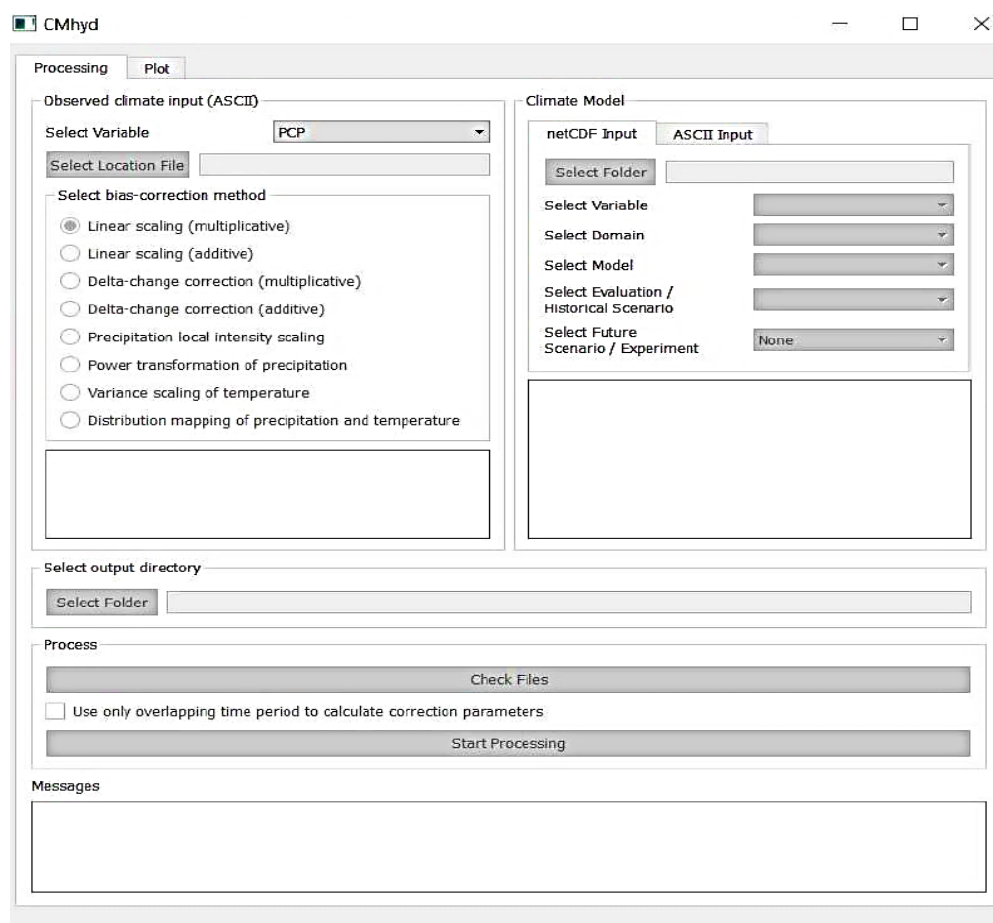 CMhyd
Processing
Plot
Observed climate input (ASCII)
Select Variable
PCP
Select Location File
Select bias-correction method
Linear scaling (multiplicative)
Linear scaling (additive)
Delta-change correction (multiplicative)
Delta-change correction (additive)
Precipitation local intensity scaling
Power transformation of precipitation
Variance scaling of temperature
Distribution mapping of precipitation and temperature
Climate Model
netCDF Input
ASCII Input
Select Folder
Select Variable
Select Domain
Select Model
Select Evaluation /
Historical Scenario
Select Future
Scenario / Experiment
None
Select output directory
Select Folder
Process
Check Files
Use only overlapping time period to calculate correction parameters
Start Processing
Messages